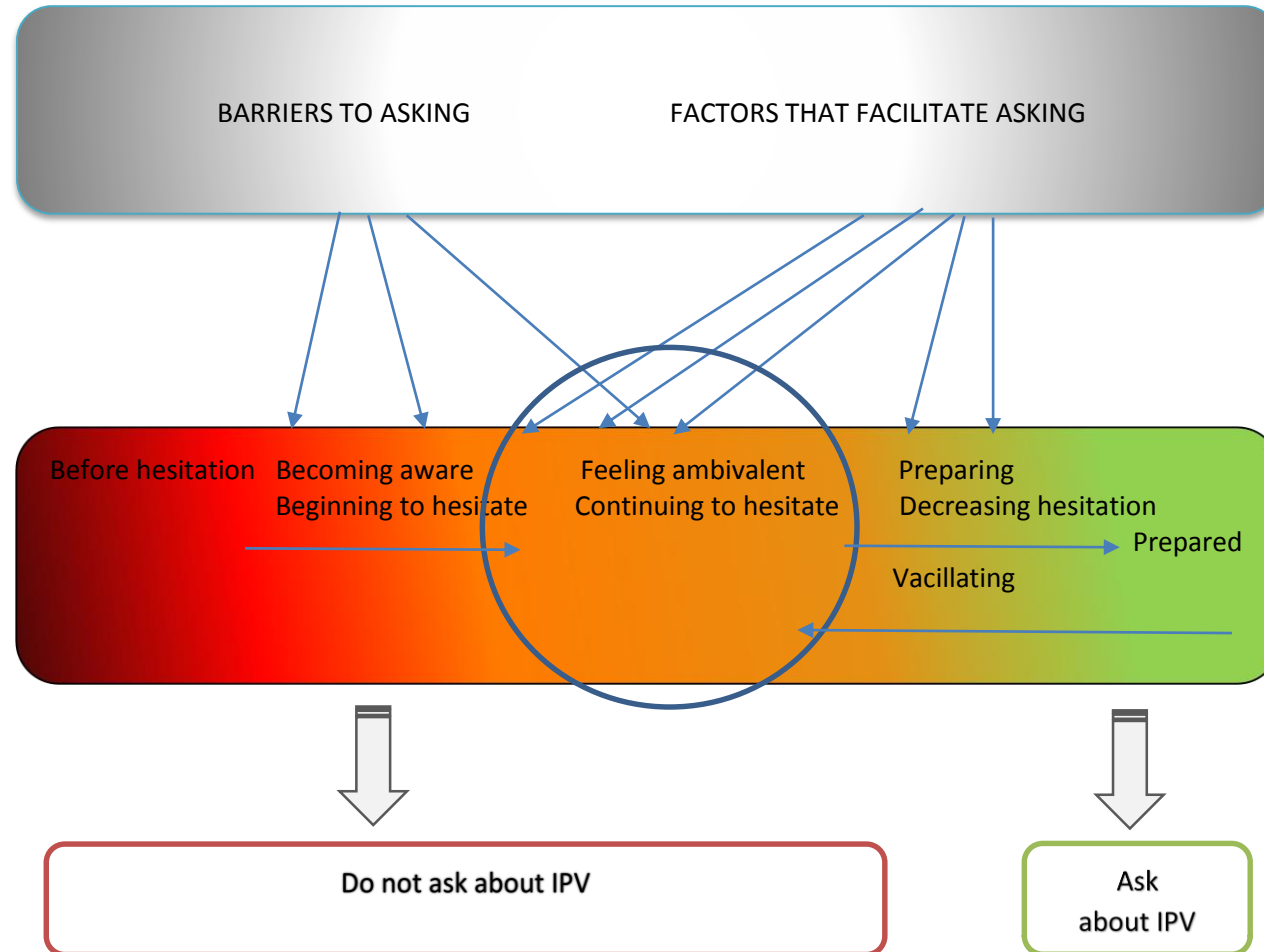 BARRIERS TO ASKING
FACTORS THAT FACILITATE ASKING
Before hesitation
Becoming aware
Beginning to hesitate
Feeling ambivalent
Continuing to hesitate
Preparing
Decreasing hesitation
Prepared
Vacillating
Do not ask about IPV
Ask
about IPV